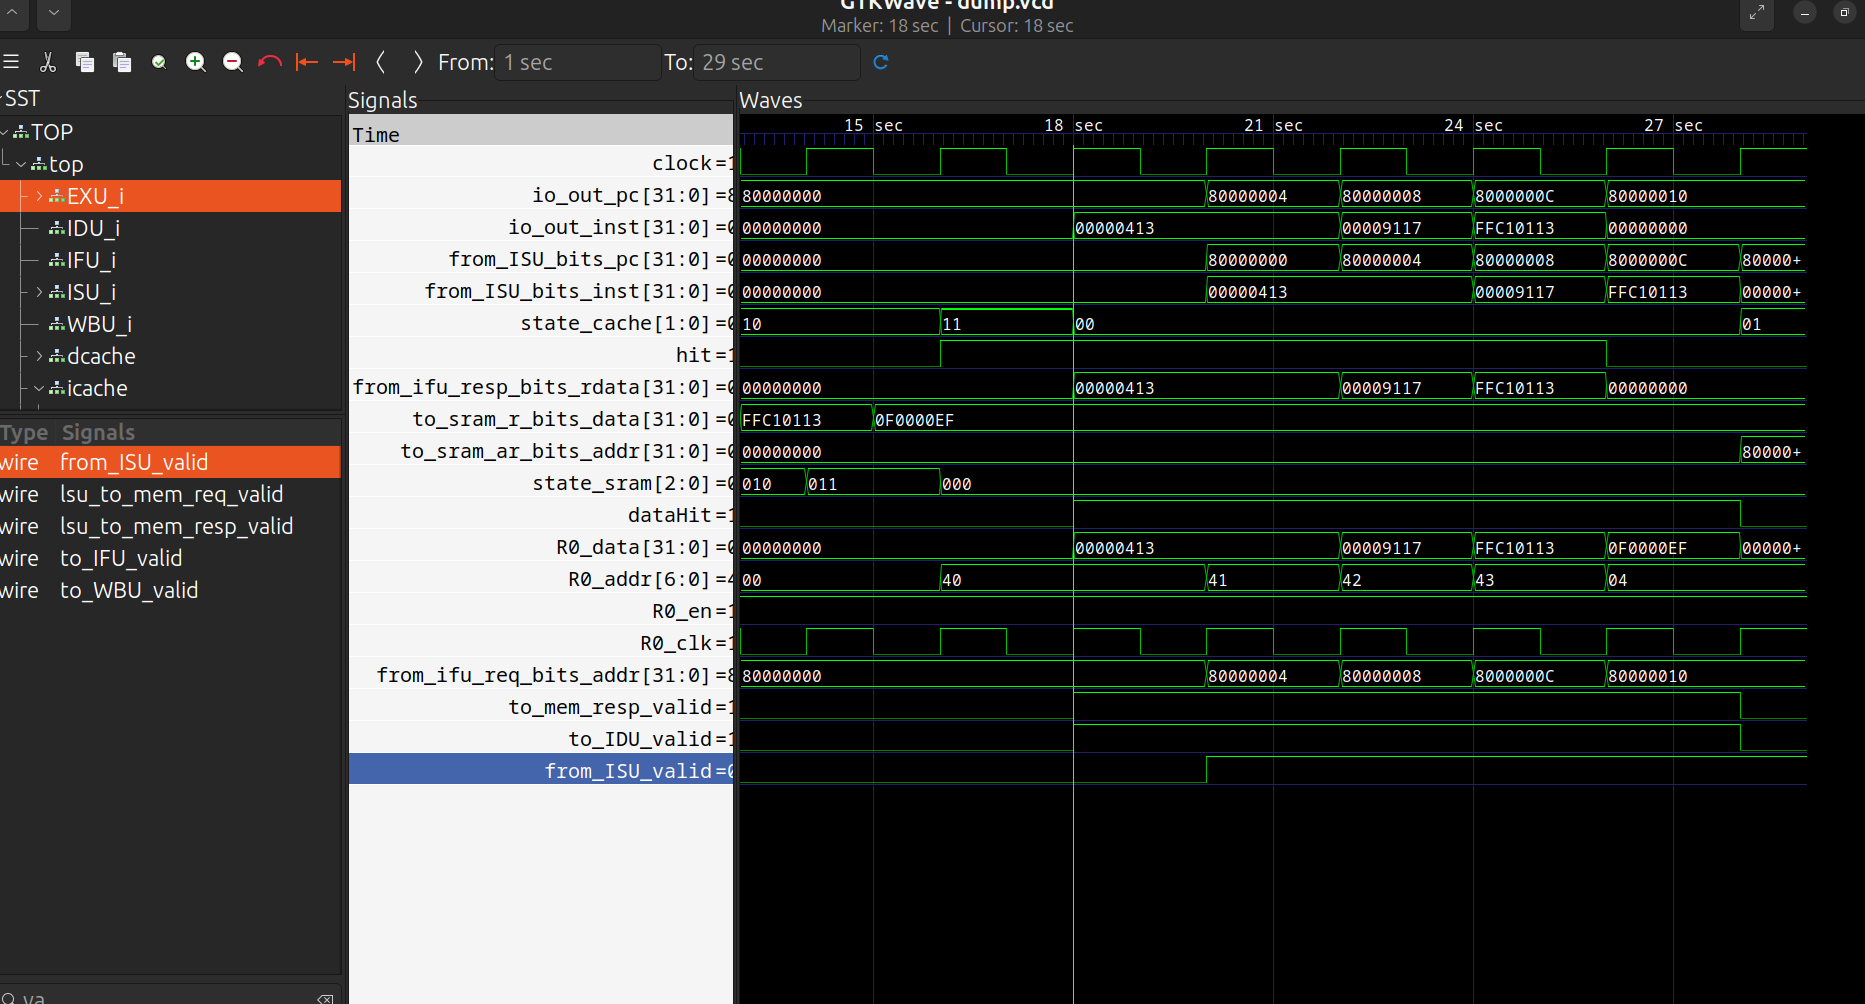 GTKWave - dump.vcd
Marker: 18 sec | Cursor: 18 sec
From: 1 sec To: 29 sec
SST
TOP
top
EXU_i
IDU_i
IFU_i
ISU_i
WBU_i
dcache
icache
Type Signals
wire from_ISU_valid
wire lsu_to_mem_req_valid
wire lsu_to_mem_resp_valid
wire to_IFU_valid
wire to_WBU_valid
va
Signals
Waves
Time
15 sec 18 sec 21 sec 24 sec 27 sec
clock=1
io_out_pc[31:0]=8 80000000 80000004 80000008 8000000C 80000010
io_out_inst[31:0]=0 00000000 00000413 00009117 FFC10113 00000000
from_ISU_bits_pc[31:0]=0 00000000 80000000 80000004 80000008 8000000C 80000+
from_ISU_bits_inst[31:0]=0 00000000 00000413 00009117 FFC10113 00000+
state_cache[1:0]=0 10 11 00 01
hit=1
from_ifu_resp_bits_rdata[31:0]=0 00000000 00000413 00009117 FFC10113 00000000
to_sram_r_bits_data[31:0]=0 FFC10113 0F0000EF
to_sram_ar_bits_addr[31:0]=0 00000000 80000+
state_sram[2:0]=0 010 011 000
dataHit=1
R0_data[31:0]=0 00000000 00000413 00009117 FFC10113 0F0000EF 00000+
R0_addr[6:0]=4 00 40 41 42 43 04
R0_en=1
R0_clk=1
from_ifu_req_bits_addr[31:0]=8 80000000 80000004 80000008 8000000C 80000010
to_mem_resp_valid=1
to_IDU_valid=1
from_ISU_valid=0